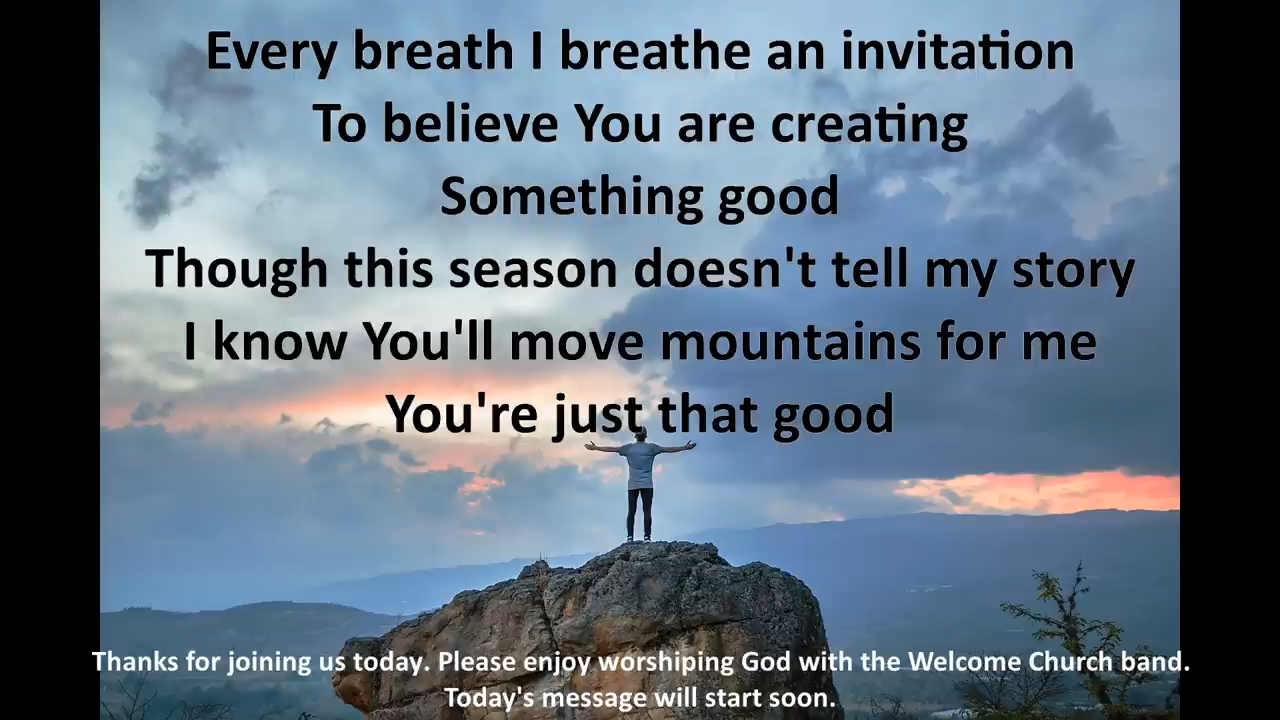 Every breath I breathe an invitation
To believe You are creating
Something good
Though this season doesn't tell my story
I know You'll move mountains for me
You're just that good
Thanks for joining us today. Please enjoy worshiping God with the Welcome Church band.
Today's message will start soon.